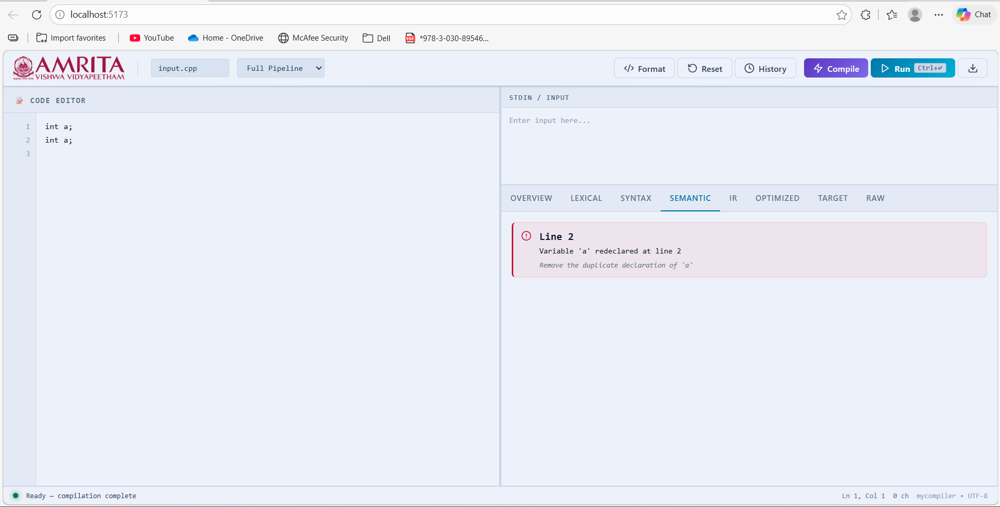 localhost:5173
Chat
Import favorites
YouTube
Home - OneDrive
McAfee Security
Dell
PDF
*978-3-030-89546...
AMRITA
VISHWA VIDYAPEETHAM
input.cpp
Full Pipeline
</> Format
Reset
History
Compile
Run Ctrl+↵
CODE EDITOR
1 int a;
2 int a;
3
STDIN / INPUT
Enter input here...
OVERVIEW LEXICAL SYNTAX SEMANTIC IR OPTIMIZED TARGET RAW
Line 2
Variable 'a' redeclared at line 2
Remove the duplicate declaration of 'a'
Ready — compilation complete
Ln 1, Col 1 0 ch mycompiler • UTF-8